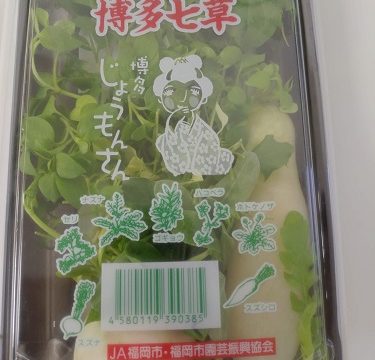 博多七草
博多
じょうもんさん
ナズナ
ハコベラ
セリ
ゴギョウ
ホトケノザ
スズナ
スズシロ
4 580119 390385
JA福岡市・福岡市園芸振興協会